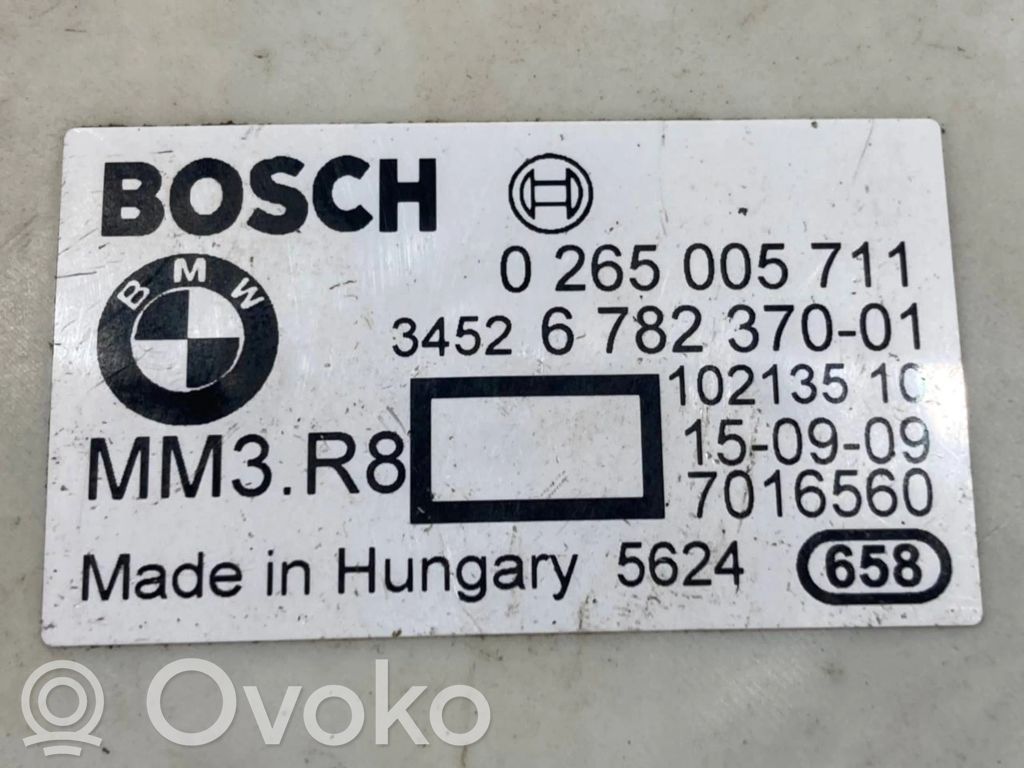 BOSCH
0 265 005 711
BMW
3452 6 782 370-01
102135 10
MM3.R8
15-09-09
7016560
Made in Hungary 5624 658
Ovoko